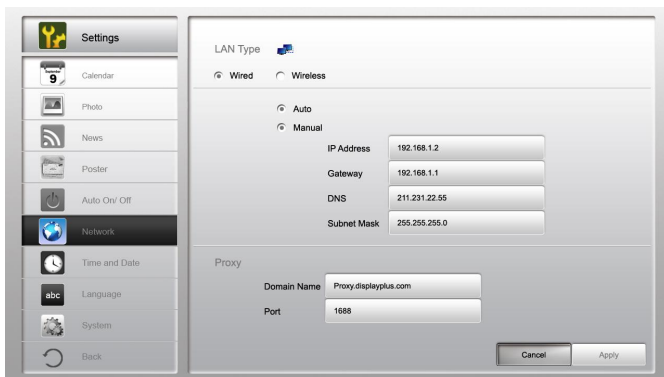 Settings
September
9
Calendar
Photo
News
Poster
Auto On/ Off
Network
Time and Date
abc
Language
System
Back
LAN Type
Wired
Wireless
Auto
Manual
IP Address 192.168.1.2
Gateway 192.168.1.1
DNS 211.231.22.55
Subnet Mask 255.255.255.0
Proxy
Domain Name Proxy.displayplus.com
Port 1688
Cancel Apply